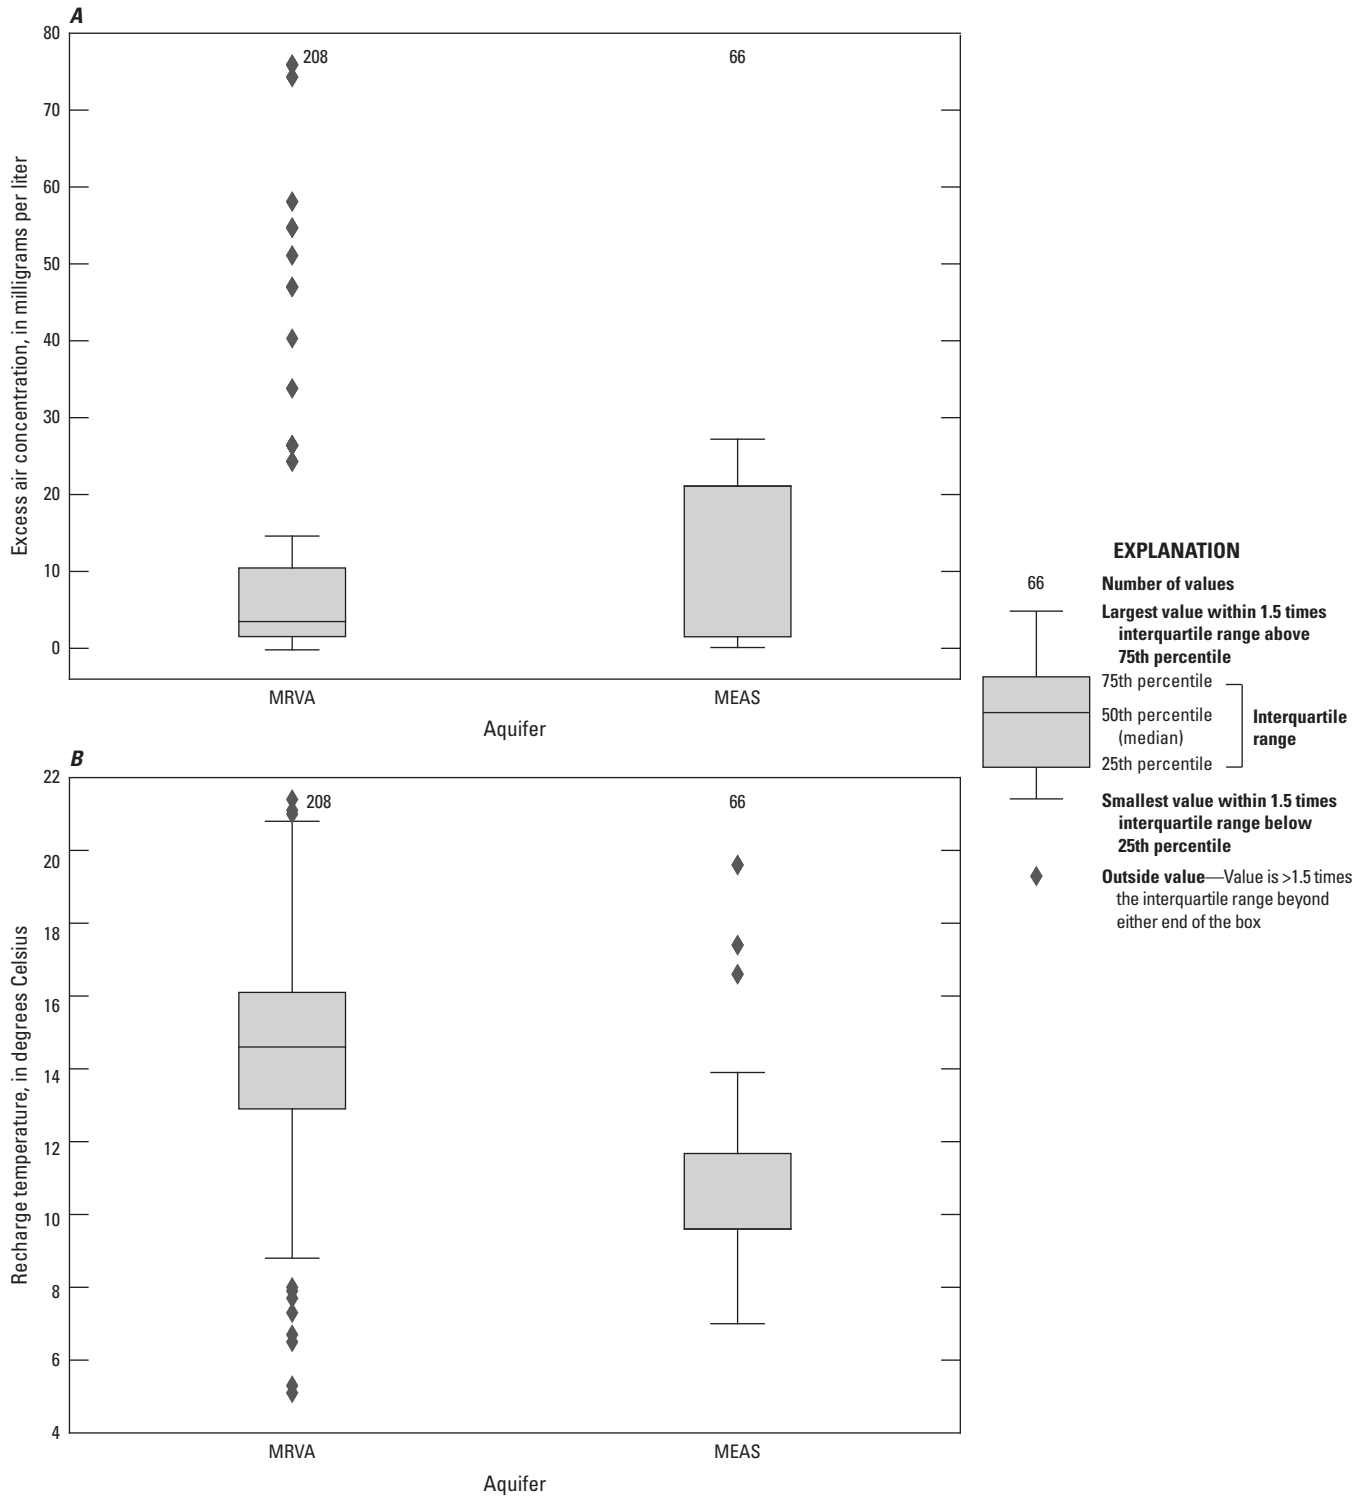 A
80
70
60
50
40
30
20
10
0
Excess air concentration, in milligrams per liter
208
66
MRVA
MEAS
Aquifer
B
22
20
18
16
14
12
10
8
6
4
Recharge temperature, in degrees Celsius
208
66
MRVA
MEAS
Aquifer
EXPLANATION
66
Number of values
Largest value within 1.5 times
interquartile range above
75th percentile
75th percentile
50th percentile
(median)
25th percentile
Interquartile
range
Smallest value within 1.5 times
interquartile range below
25th percentile
Outside value—Value is >1.5 times
the interquartile range beyond
either end of the box